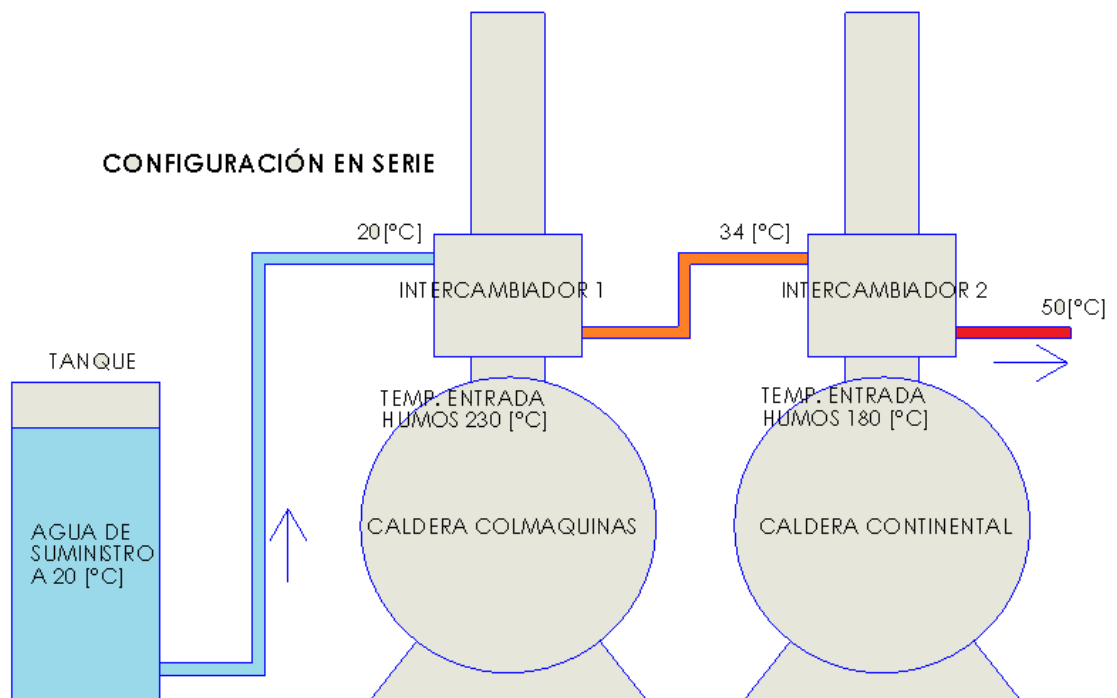 CONFIGURACIÓN EN SERIE
20[°C]
34 [°C]
INTERCAMBIADOR 1
INTERCAMBIADOR 2
50[°C]
TANQUE
TEMP. ENTRADA
HUMOS 230 [°C]
TEMP. ENTRADA
HUMOS 180 [°C]
AGUA DE
SUMINISTRO
A 20 [°C]
CALDERA COLMAQUINAS
CALDERA CONTINENTAL